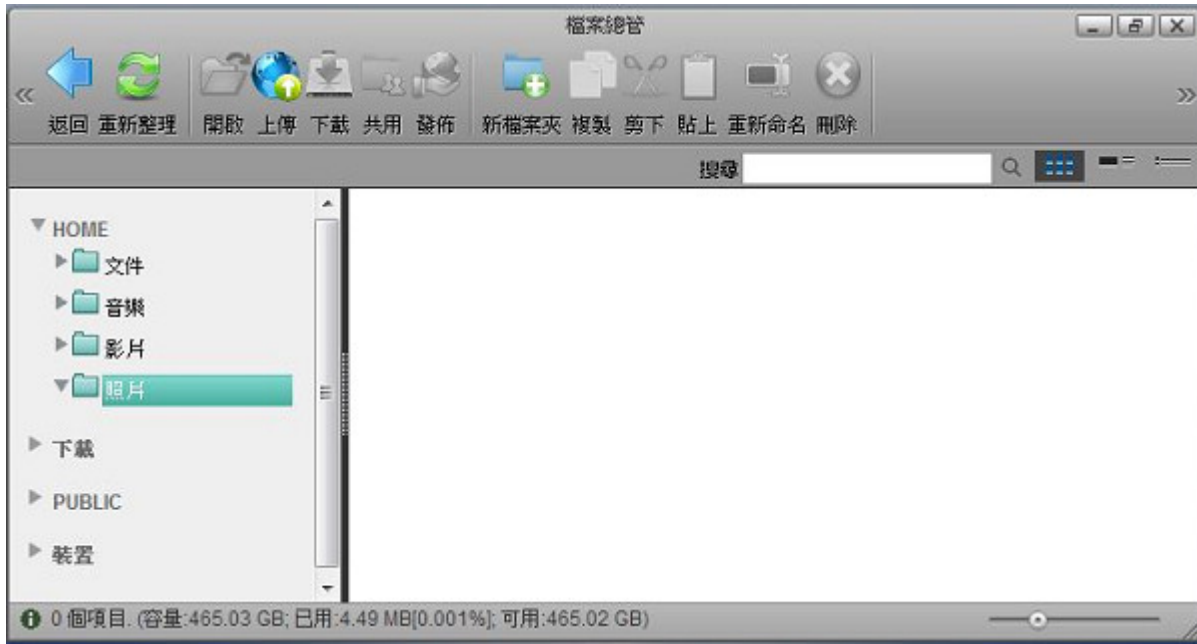 檔案總管
返回 重新整理 開啟 上傳 下載 共用 發佈 新檔案夾 複製 剪下 貼上 重新命名 刪除
搜尋
HOME
文件
音樂
影片
照片
下載
PUBLIC
裝置
0 個項目. (容量:465.03 GB; 已用:4.49 MB[0.001%]; 可用:465.02 GB)